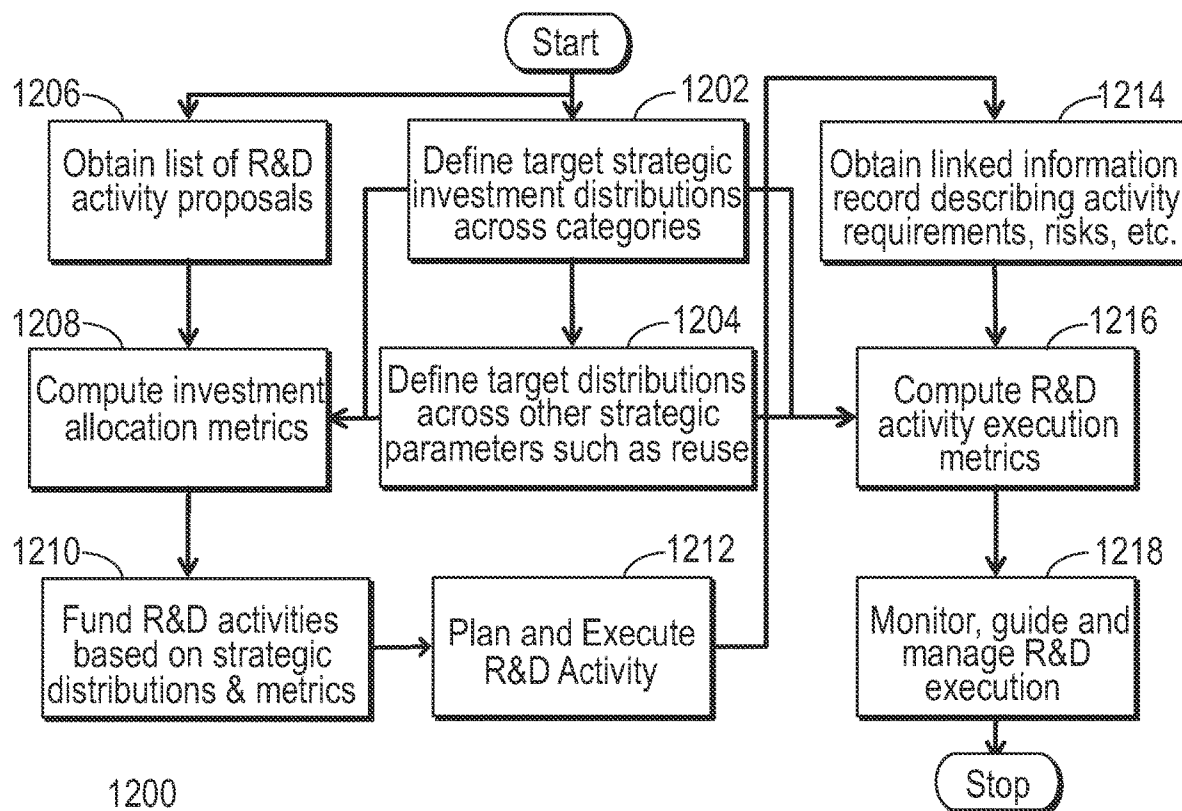 Start
1206
Obtain list of R&D
activity proposals
1202
Define target strategic
investment distributions
across categories
1214
Obtain linked information
record describing activity
requirements, risks, etc.
1208
Compute investment
allocation metrics
1204
Define target distributions
across other strategic
parameters such as reuse
1216
Compute R&D
activity execution
metrics
1210
Fund R&D activities
based on strategic
distributions & metrics
1212
Plan and Execute
R&D Activity
1218
Monitor, guide and
manage R&D
execution
Stop
1200